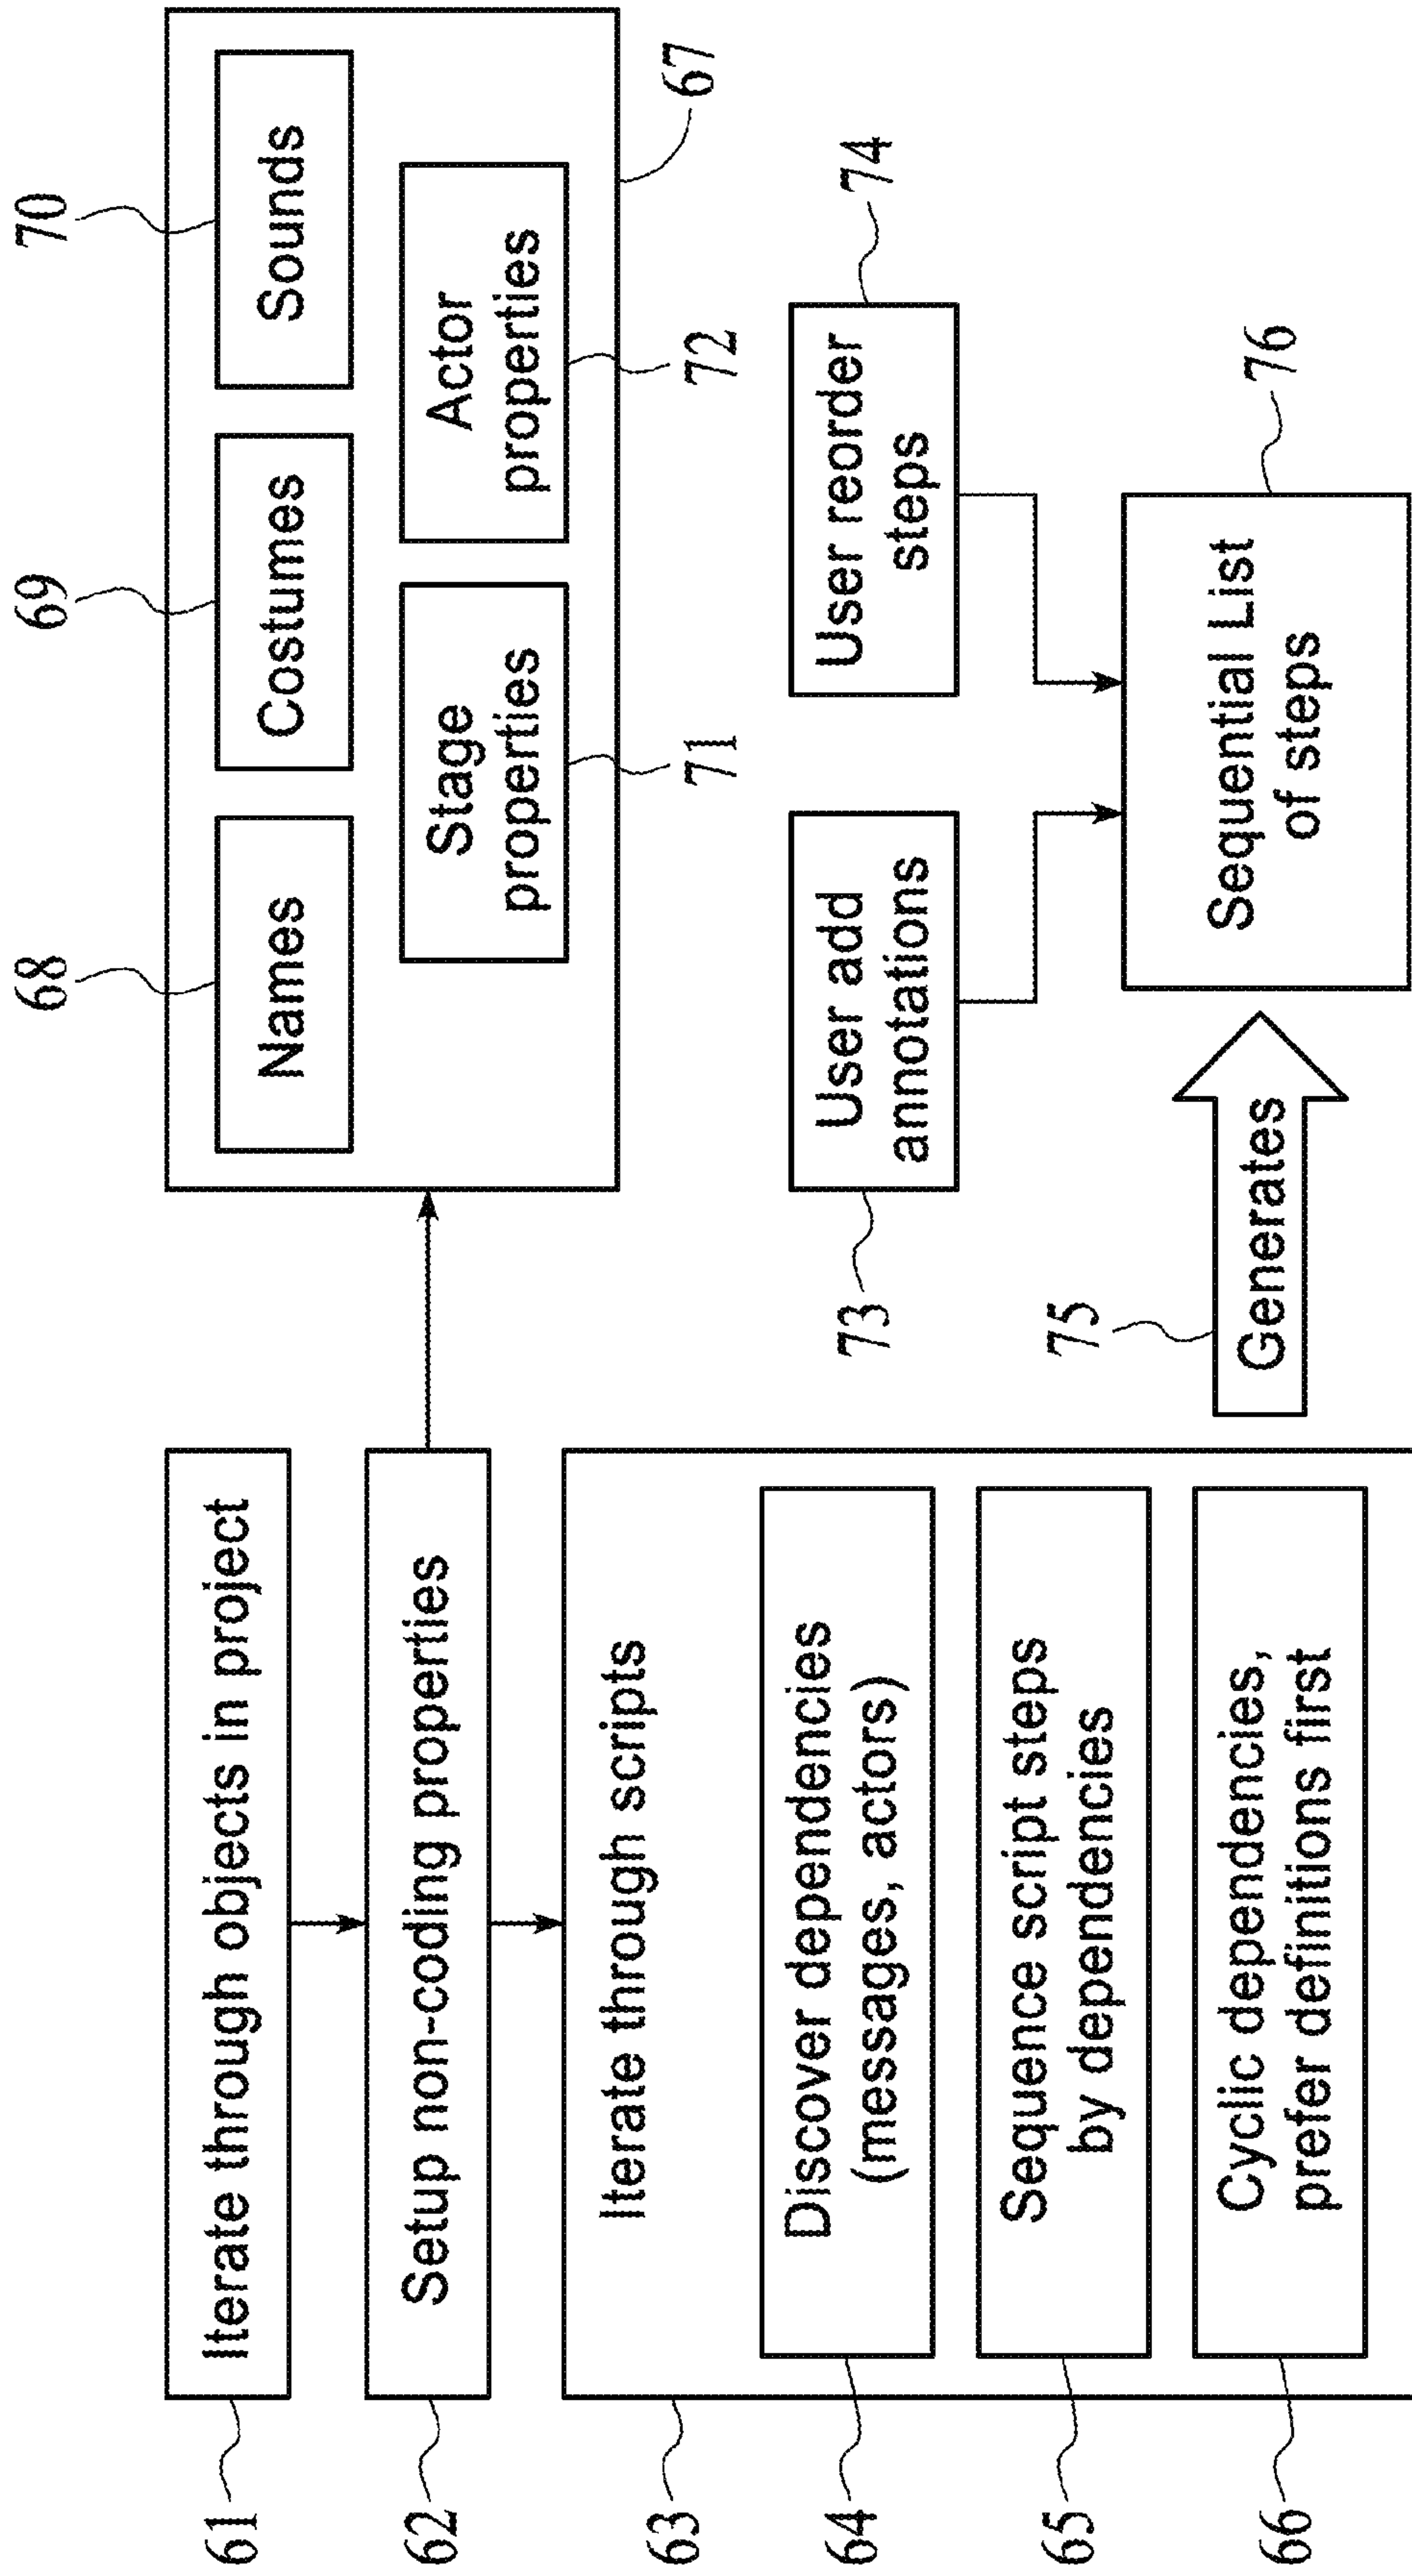 61
Iterate through objects in project
62
Setup non-coding properties
63
Iterate through scripts
64
Discover dependencies
(messages, actors)
65
Sequence script steps
by dependencies
66
Cyclic dependencies,
prefer definitions first
68
Names
69
Costumes
70
Sounds
71
Stage
properties
72
Actor
properties
67
73
User add
annotations
74
User reorder
steps
75
Generates
76
Sequential List
of steps